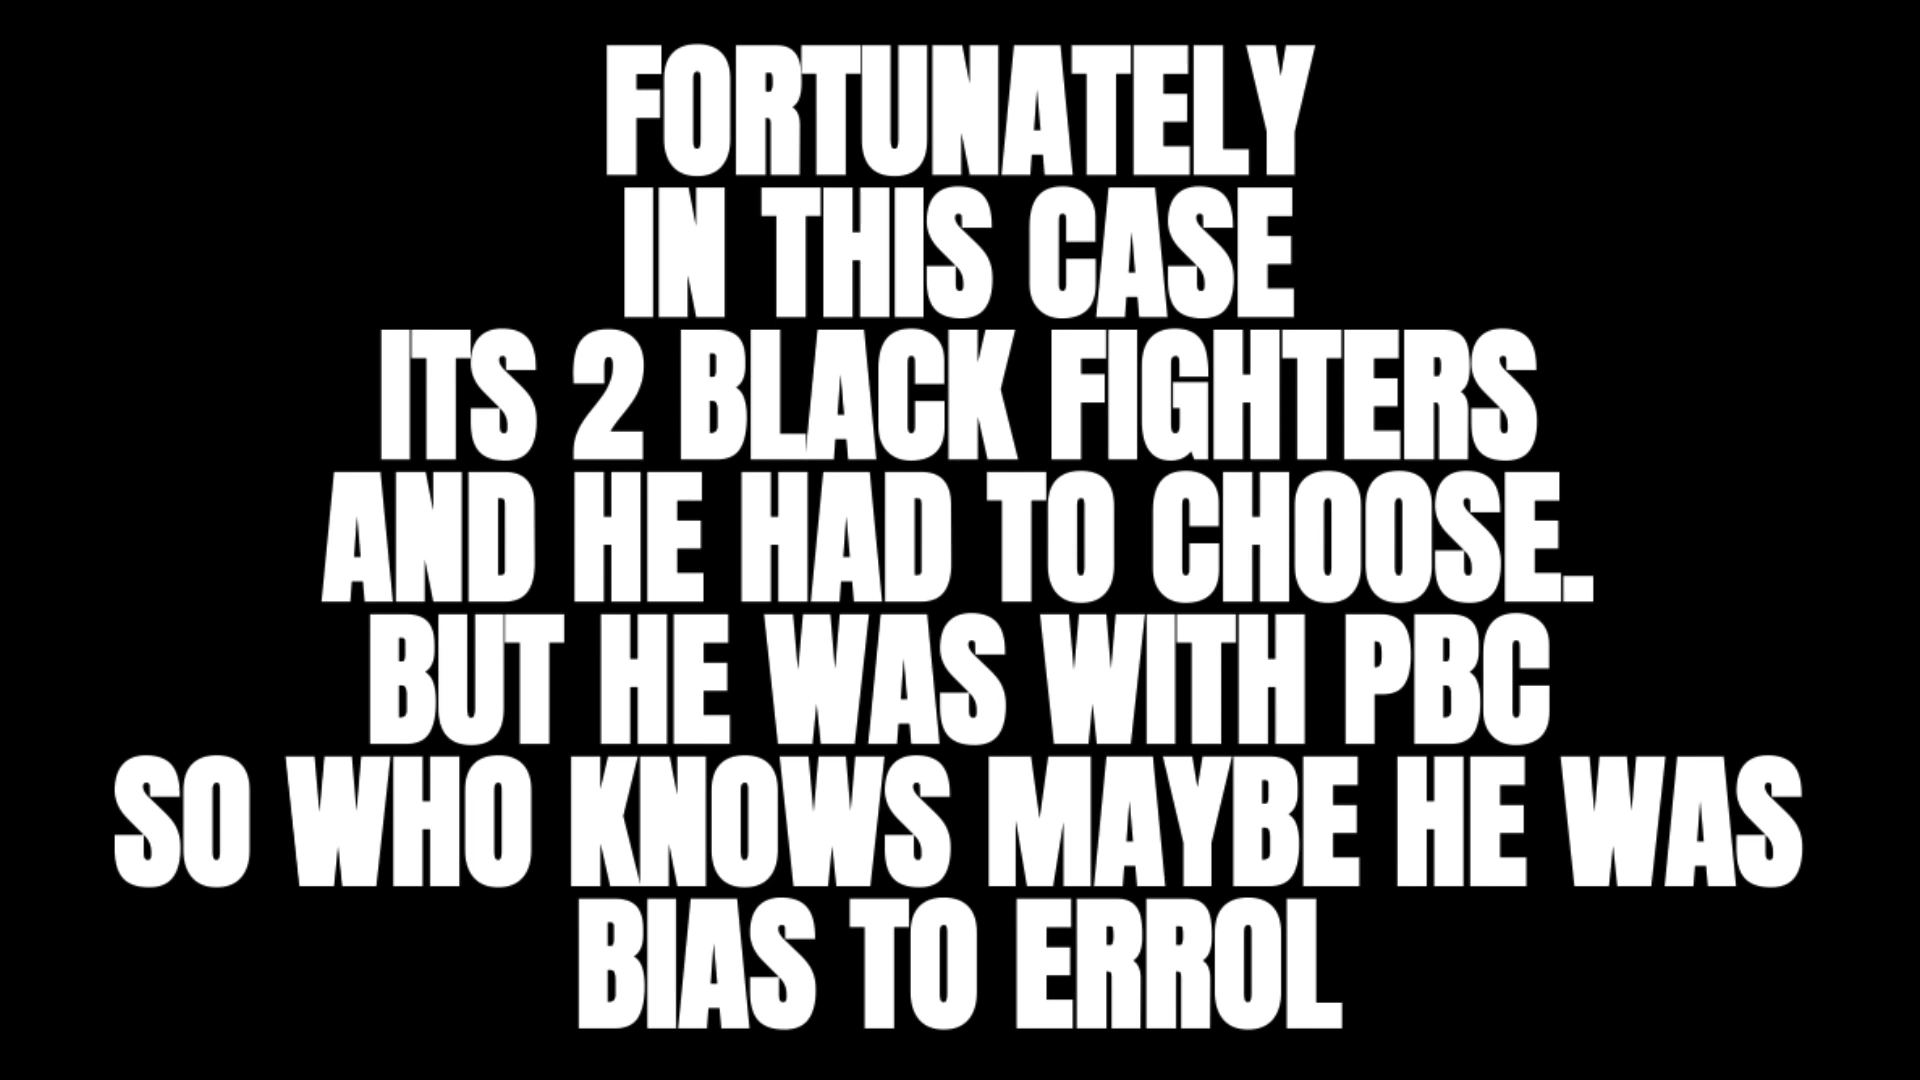 FORTUNATELY
IN THIS CASE
ITS 2 BLACK FIGHTERS
AND HE HAD TO CHOOSE.
BUT HE WAS WITH PBC
SO WHO KNOWS MAYBE HE WAS
BIAS TO ERROL